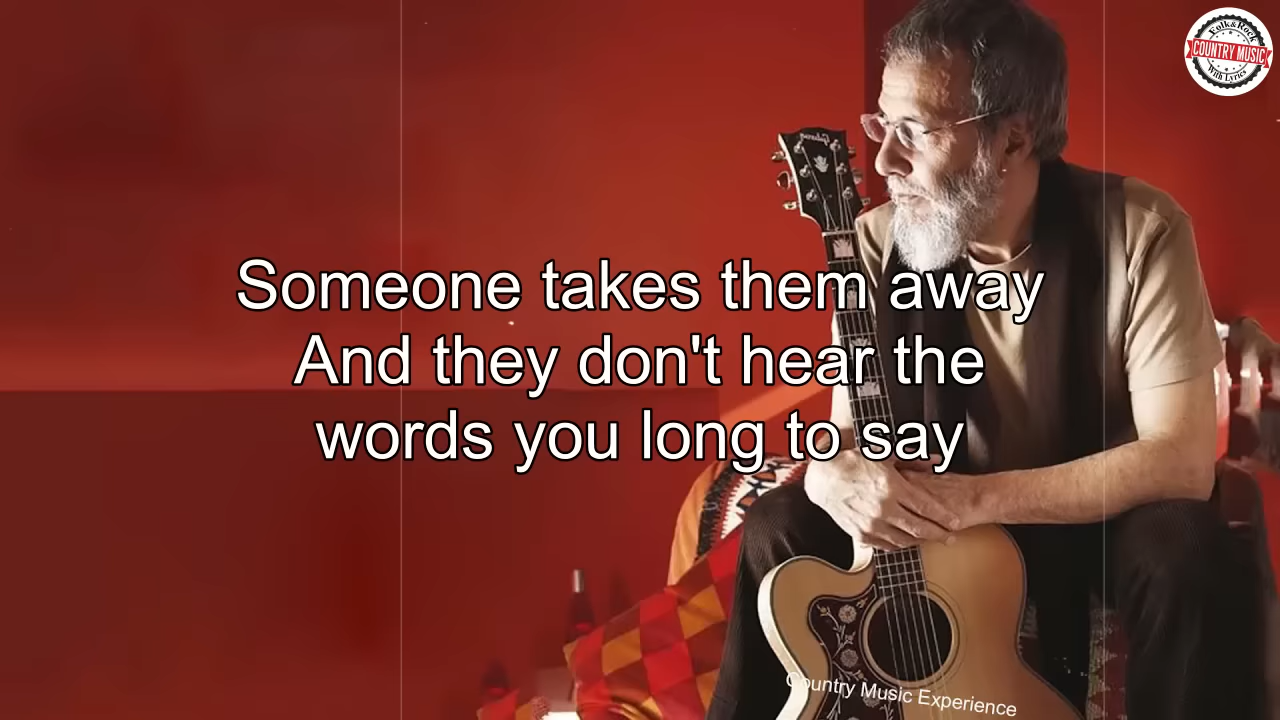 Folk&Rock
COUNTRY MUSIC
With Lyrics
Gibson
Someone takes them away
And they don't hear the
words you long to say
Country Music Experience